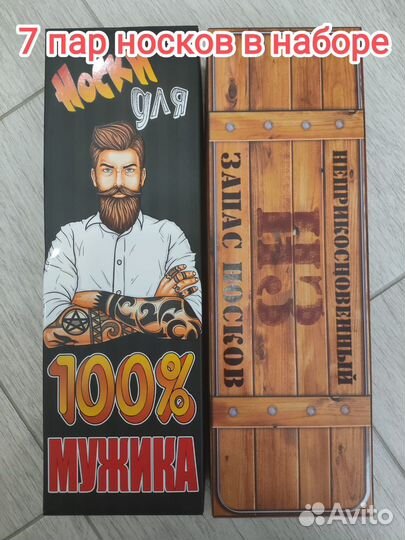 7 пар носков в наборе
Носки
для
100%
МУЖИКА
НЕПРИКОСНОВЕННЫЙ
НЗ
ЗАПАС НОСКОВ
Avito